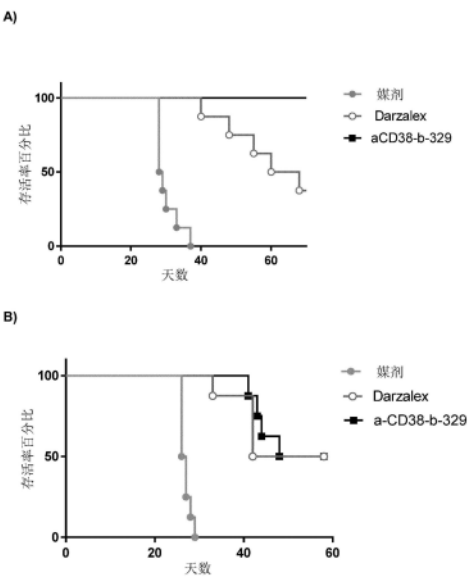 A)
100
50
0
0
20
40
60
存活率百分比
天数
媒剂
Darzalex
aCD38-b-329
B)
100
50
0
0
20
40
60
存活率百分比
天数
媒剂
Darzalex
a-CD38-b-329